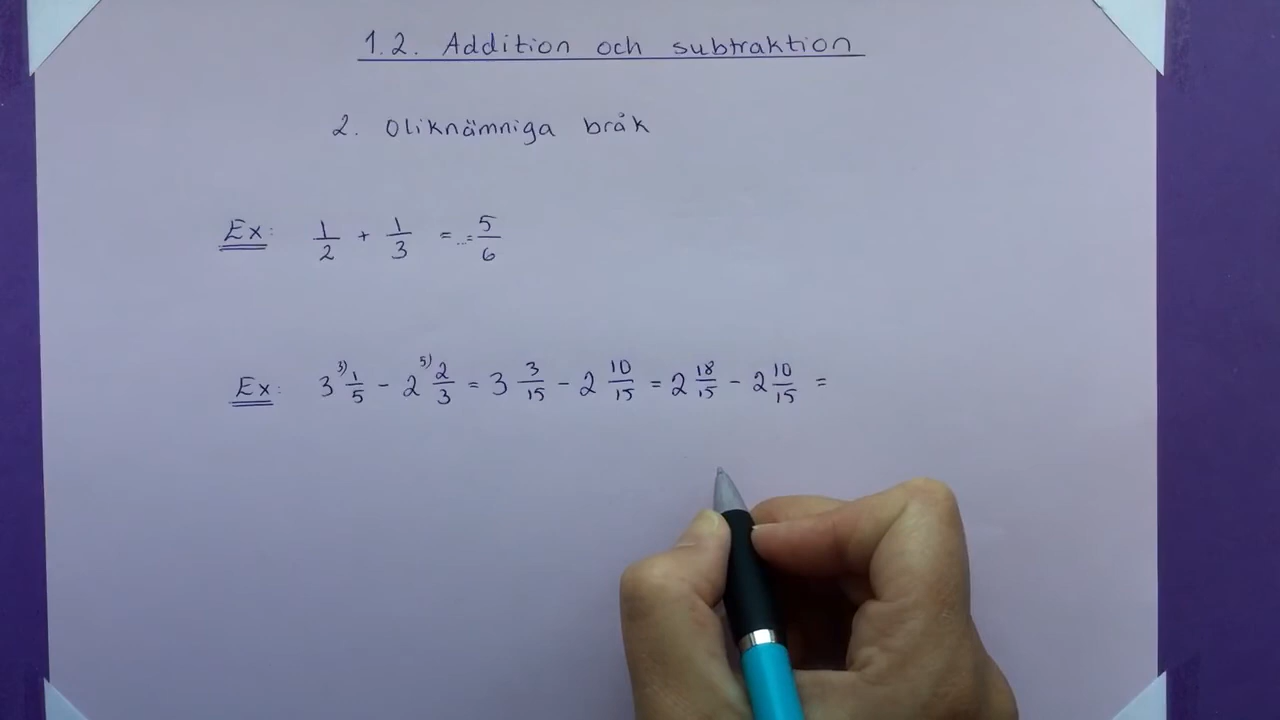 1.2. Addition och subtraktion
2. Oliknämniga bråk
Ex: 1/2 + 1/3 = ... = 5/6
Ex: 3 ³⁾1/5 - 2 ⁵⁾2/3 = 3 3/15 - 2 10/15 = 2 18/15 - 2 10/15 =